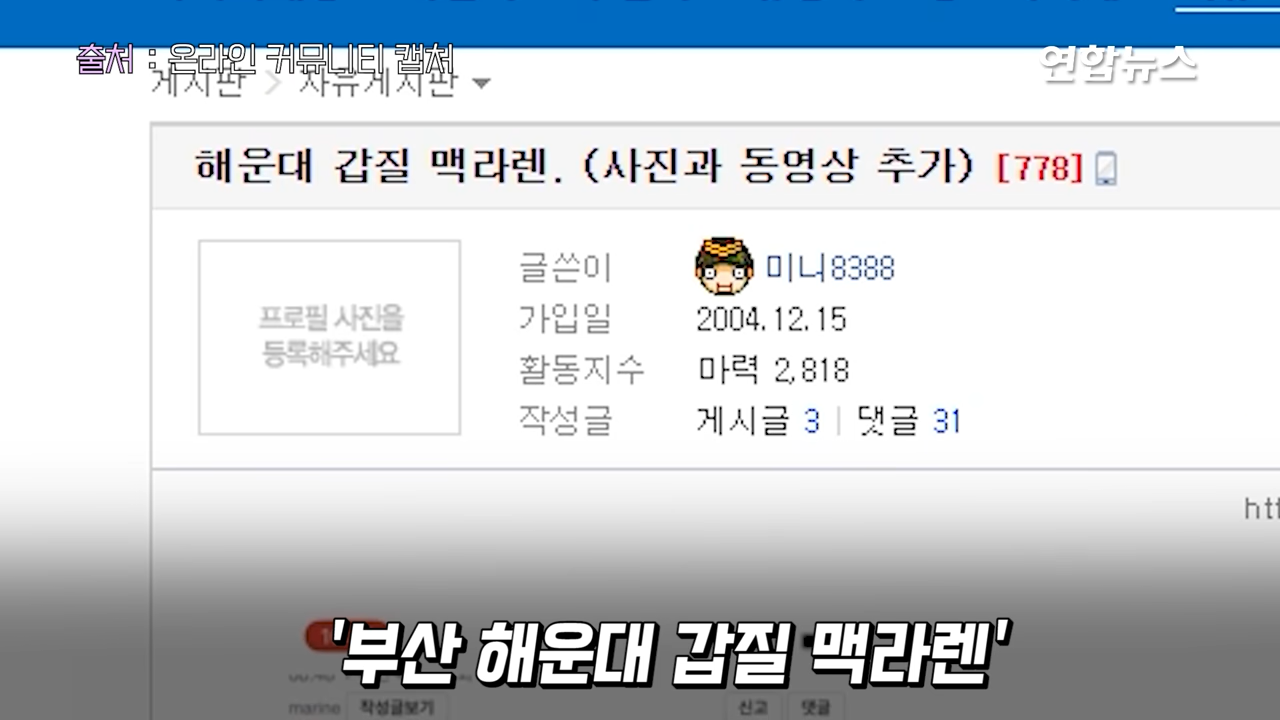 출처 : 온라인 커뮤니티 캡처
연합뉴스
게시판 > 자유게시판
해운대 갑질 맥라렌. (사진과 동영상 추가) [778]
프로필 사진을
등록해주세요
글쓴이 미니8388
가입일 2004.12.15
활동지수 마력 2,818
작성글 게시글 3 | 댓글 31
htt
'부산 해운대 갑질 맥라렌'
marine 작성글보기 신고 댓글